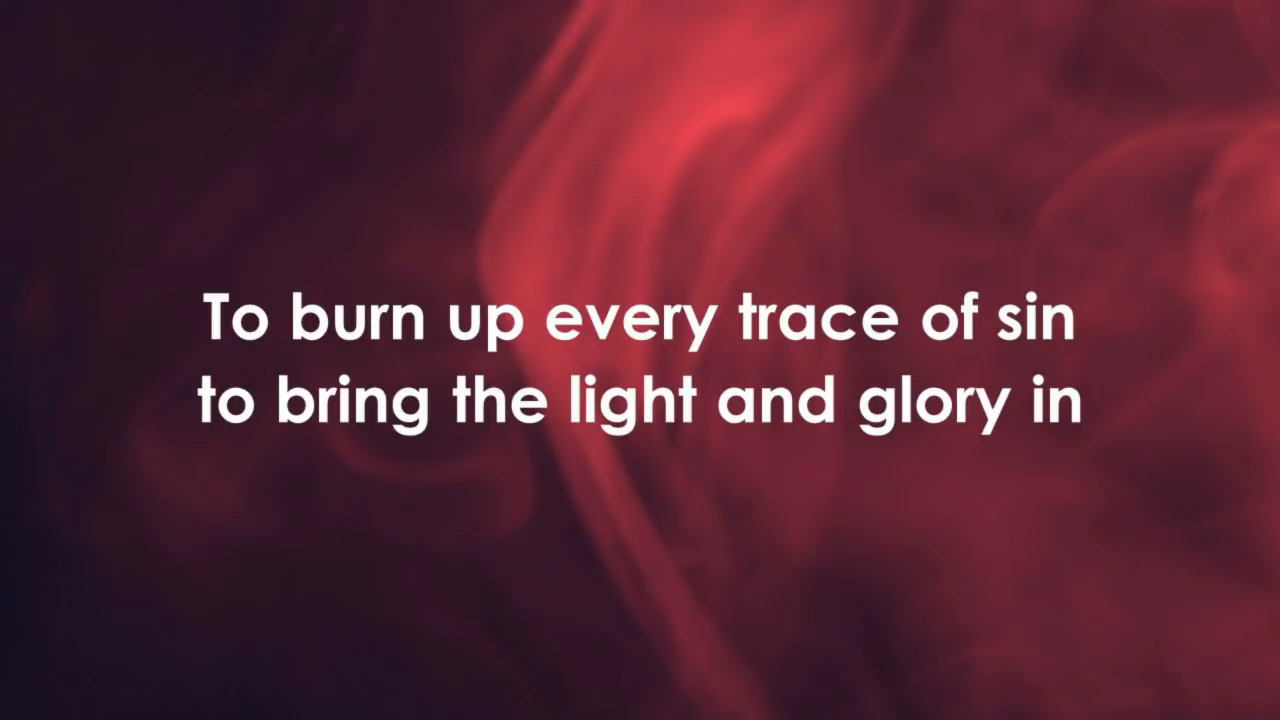 To burn up every trace of sin
to bring the light and glory in